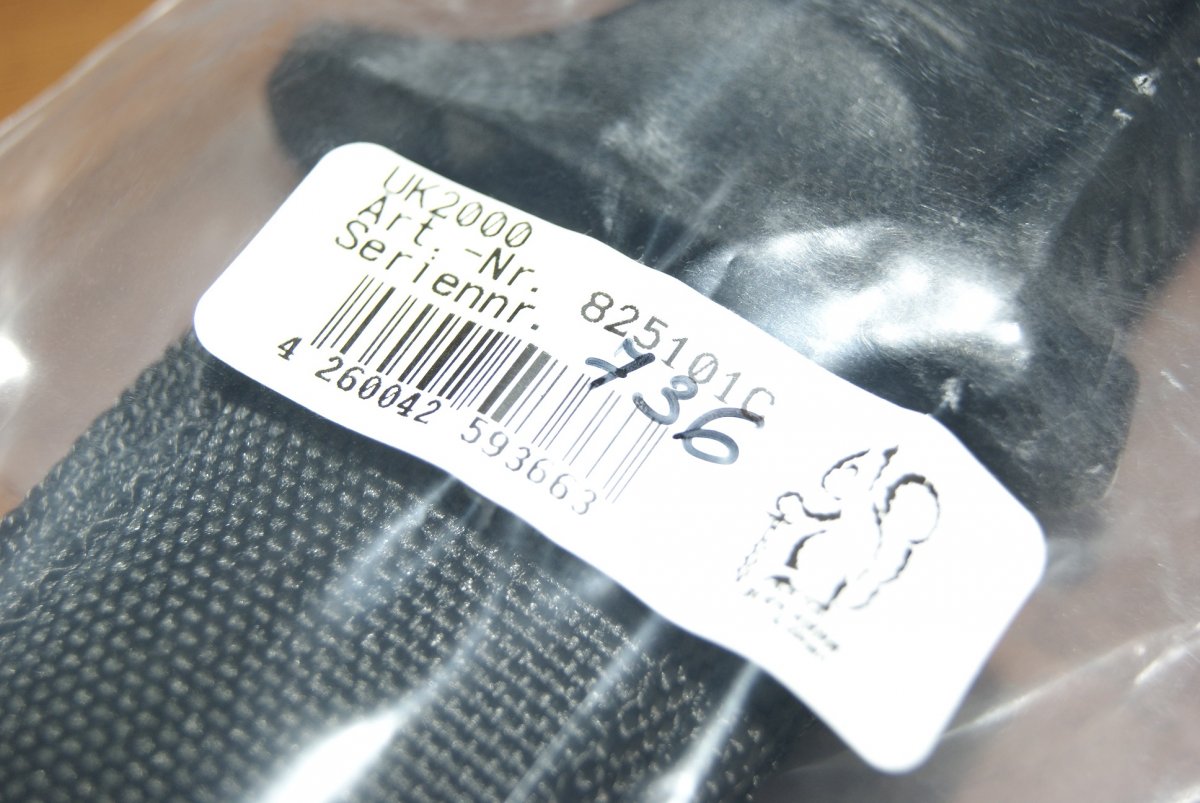 UK2000
Art.-Nr. 825101C
Seriennr. 736
4 260042 593663